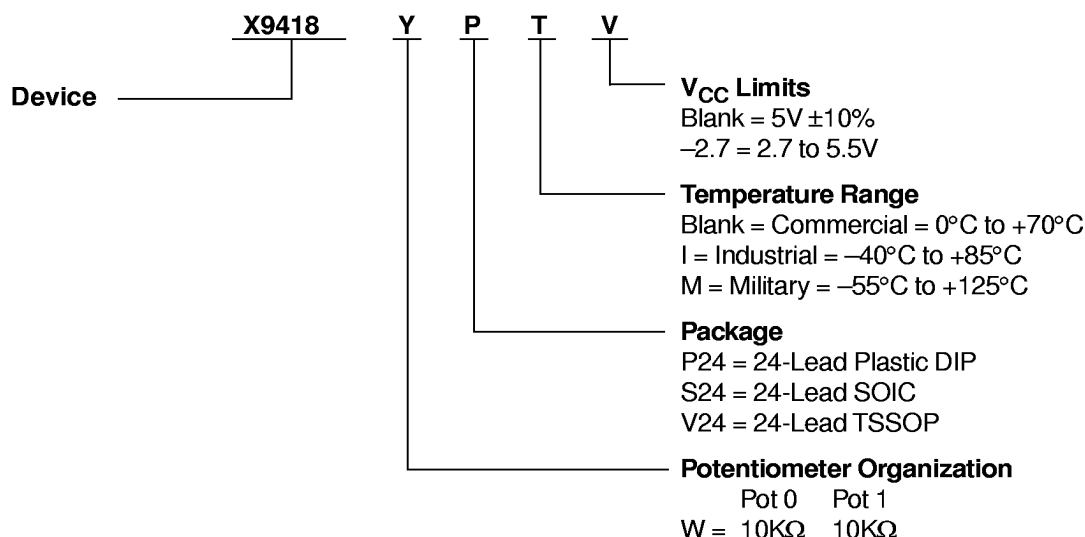 X9418 Y P T V
Device
VCC Limits
Blank = 5V ±10%
–2.7 = 2.7 to 5.5V
Temperature Range
Blank = Commercial = 0°C to +70°C
I = Industrial = –40°C to +85°C
M = Military = –55°C to +125°C
Package
P24 = 24-Lead Plastic DIP
S24 = 24-Lead SOIC
V24 = 24-Lead TSSOP
Potentiometer Organization
Pot 0 Pot 1
W = 10KΩ 10KΩ